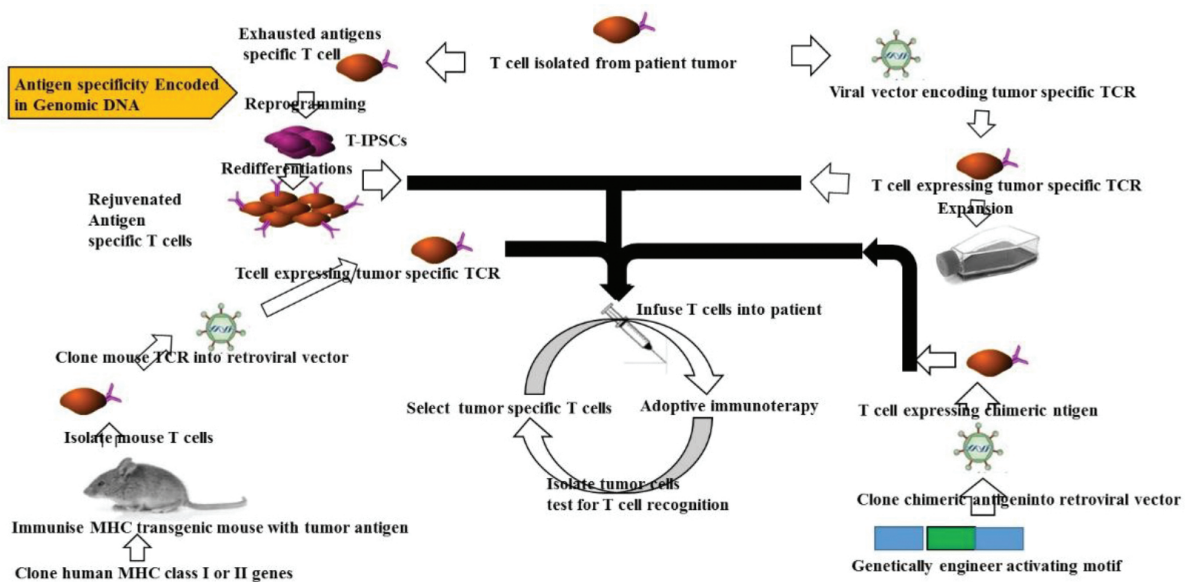 Exhausted antigens
specific T cell
T cell isolated from patient tumor
Viral vector encoding tumor specific TCR
Antigen specificity Encoded
in Genomic DNA
Reprogramming
T-IPSCs
Redifferentiations
Rejuvenated
Antigen
specific T cells
T cell expressing tumor specific TCR
Expansion
Tcell expressing tumor specific TCR
Infuse T cells into patient
Clone mouse TCR into retroviral vector
Select tumor specific T cells
Adoptive immunotherapy
T cell expressing chimeric ntigen
Isolate mouse T cells
Isolate tumor cells
test for T cell recognition
Clone chimeric antigeninto retroviral vector
Immunise MHC transgenic mouse with tumor antigen
Genetically engineer activating motif
Clone human MHC class I or II genes